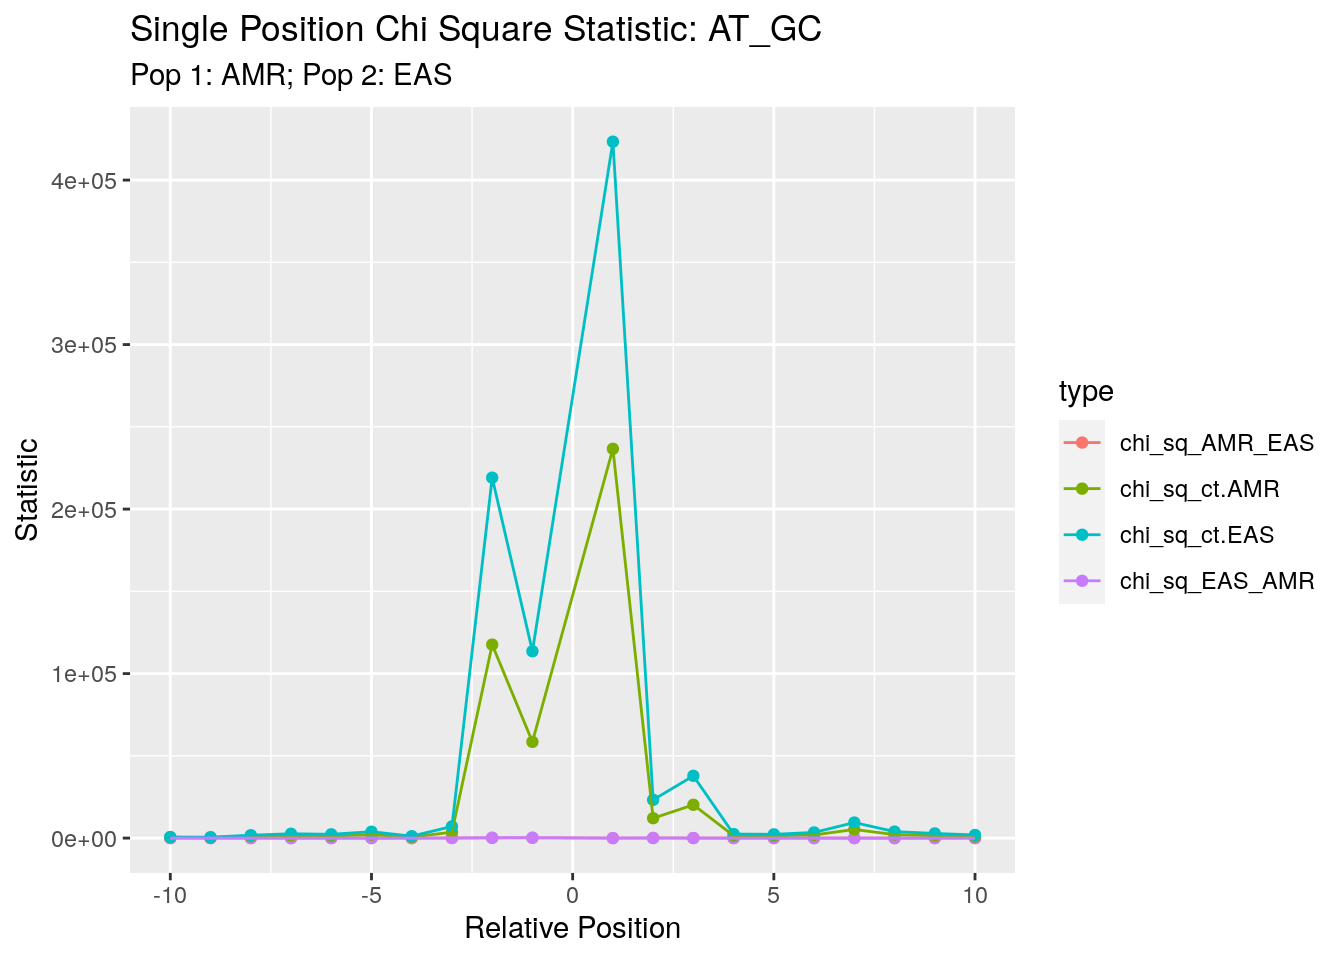 Single Position Chi Square Statistic: AT_GC
Pop 1: AMR; Pop 2: EAS
4e+05
3e+05
2e+05
1e+05
0e+00
Statistic
-10
-5
0
5
10
Relative Position
type
chi_sq_AMR_EAS
chi_sq_ct.AMR
chi_sq_ct.EAS
chi_sq_EAS_AMR